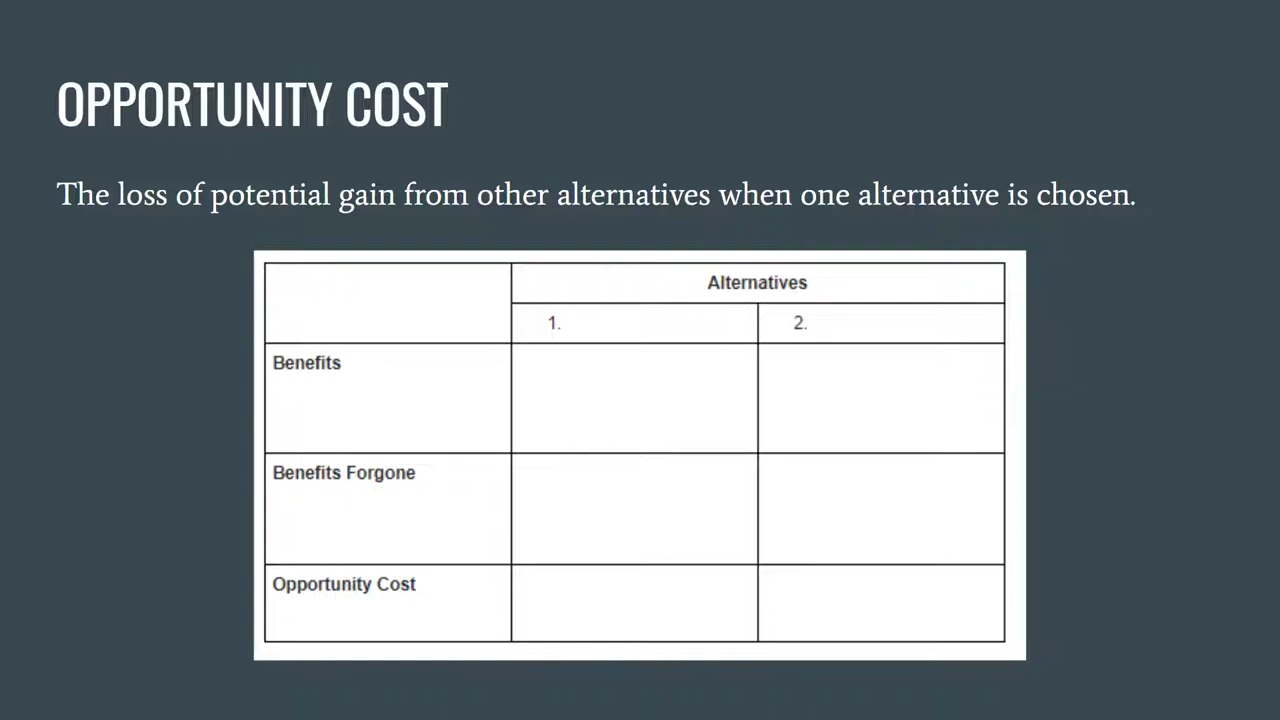 OPPORTUNITY COST
The loss of potential gain from other alternatives when one alternative is chosen.
Alternatives
1.
2.
Benefits
Benefits Forgone
Opportunity Cost